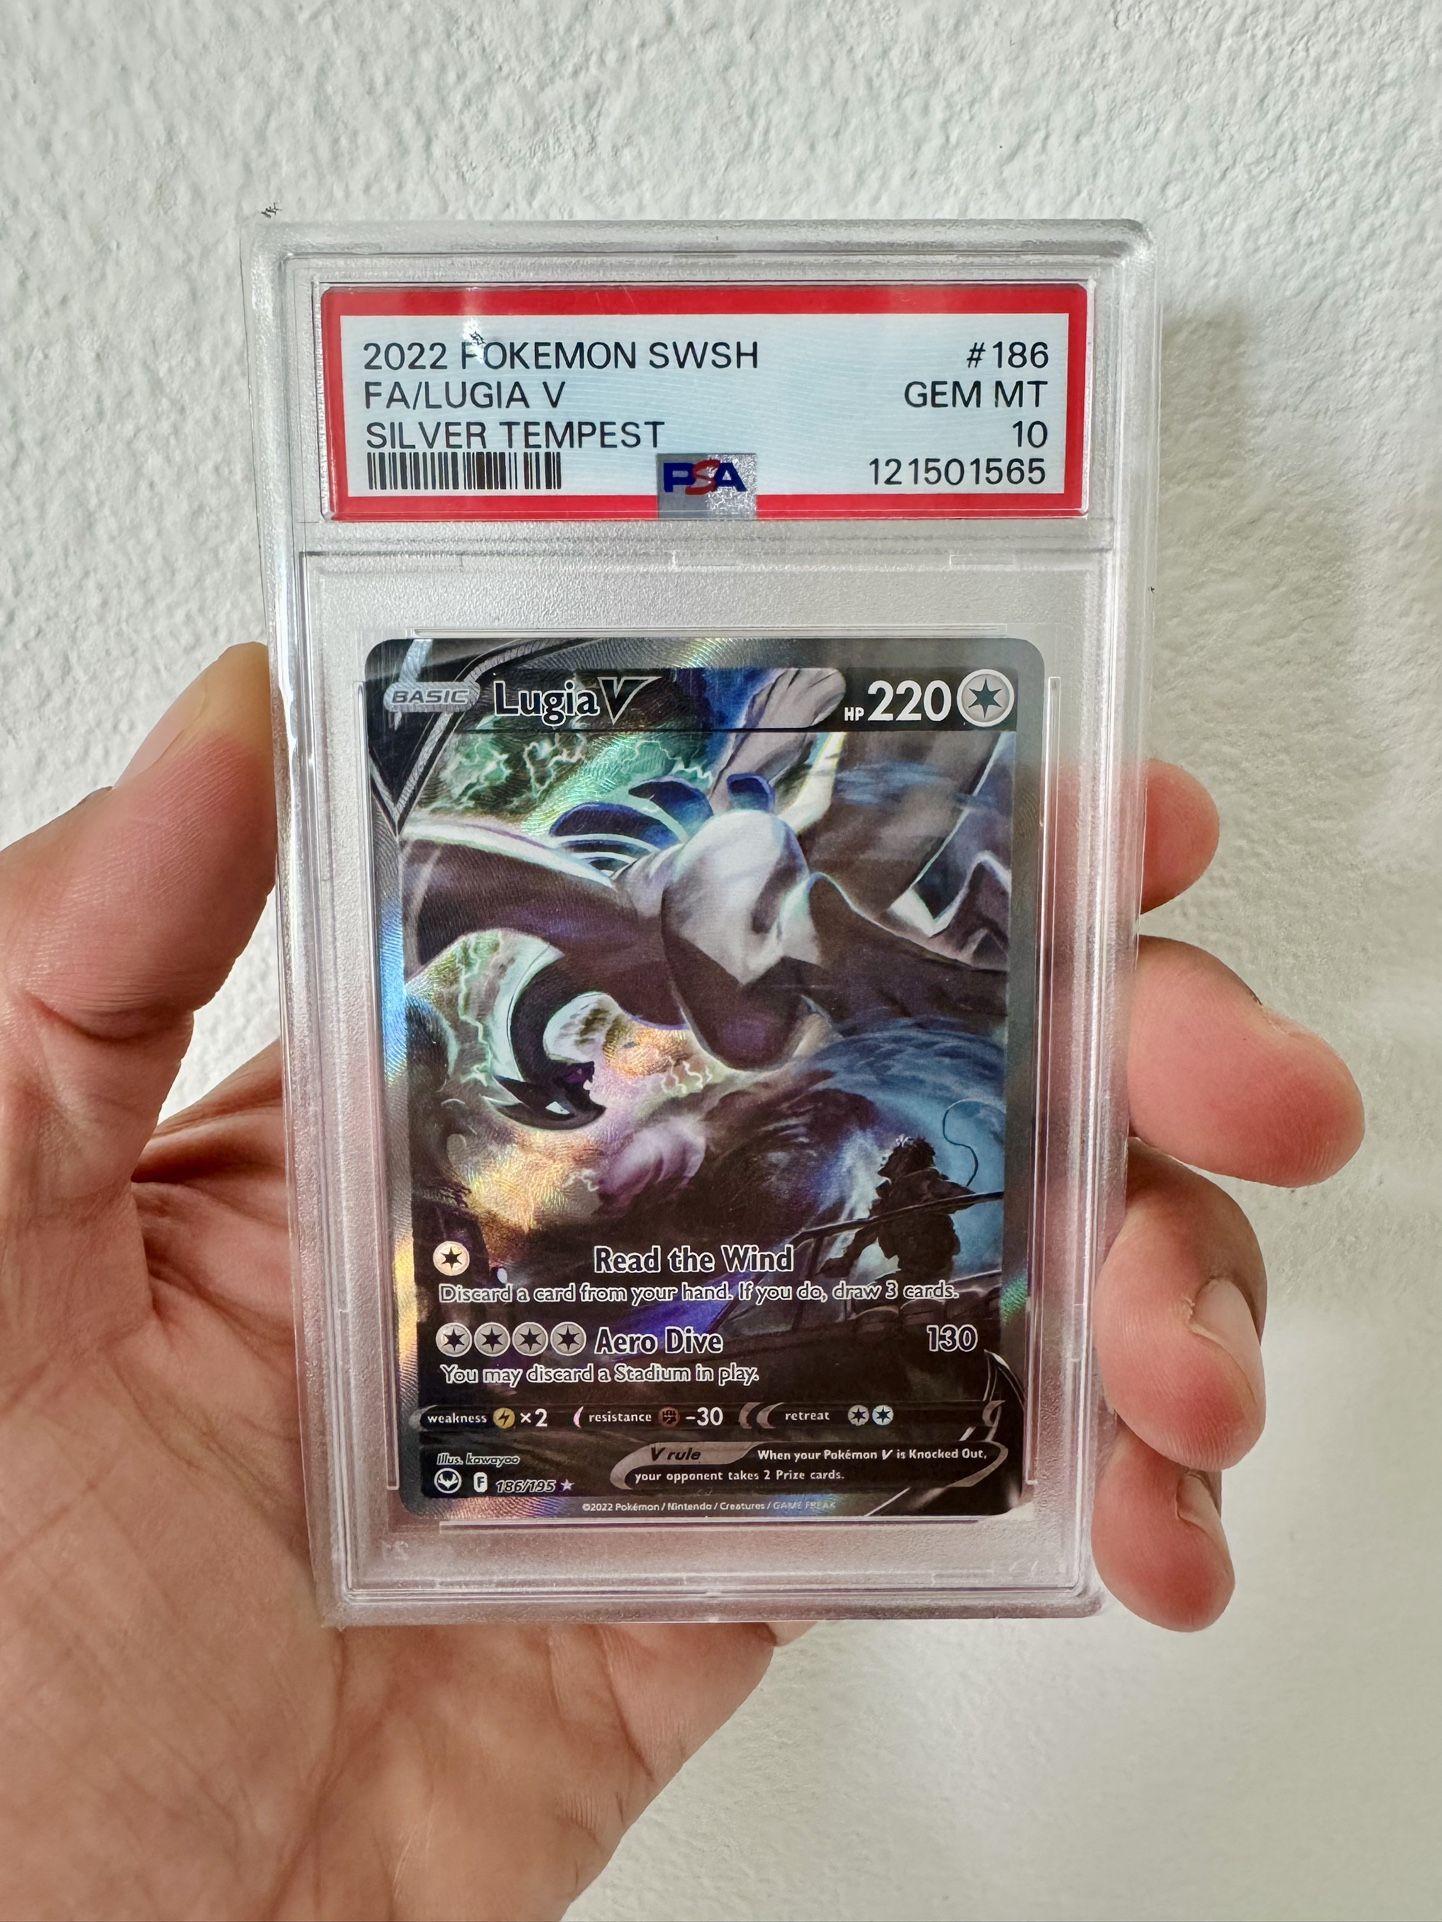 2022 POKEMON SWSH #186
FA/LUGIA V GEM MT
SILVER TEMPEST 10
PSA 121501565
BASIC Lugia V HP 220
Read the Wind
Discard a card from your hand. If you do, draw 3 cards.
Aero Dive 130
You may discard a Stadium in play.
weakness ×2 resistance -30 retreat
V rule When your Pokémon V is Knocked Out,
your opponent takes 2 Prize cards.
Illus. kawayoo
F 186/195
©2022 Pokémon / Nintendo / Creatures / GAME FREAK